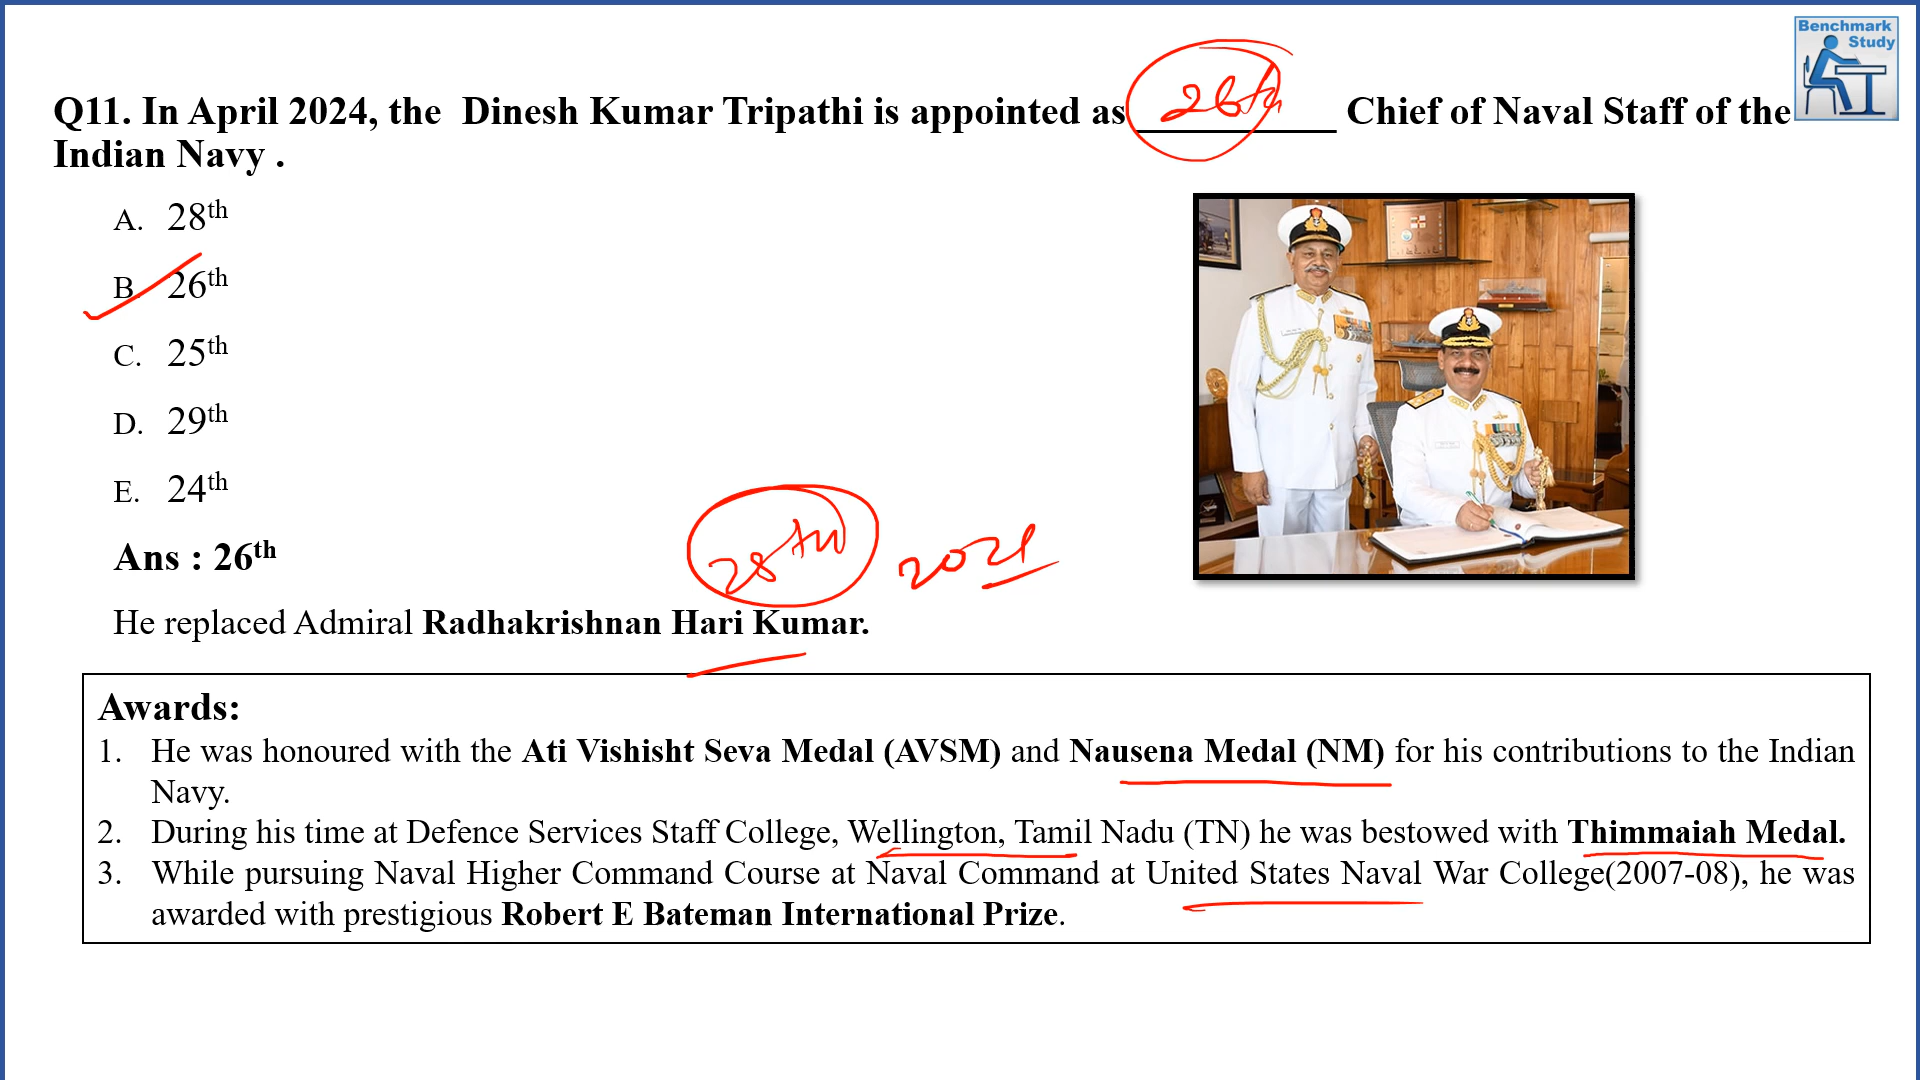 Benchmark
Study
Q11. In April 2024, the Dinesh Kumar Tripathi is appointed as 26th __________ Chief of Naval Staff of the
Indian Navy .
A. 28th
B. 26th
C. 25th
D. 29th
E. 24th
Ans : 26th
28th 2021
He replaced Admiral Radhakrishnan Hari Kumar.
Awards:
1. He was honoured with the Ati Vishisht Seva Medal (AVSM) and Nausena Medal (NM) for his contributions to the Indian
Navy.
2. During his time at Defence Services Staff College, Wellington, Tamil Nadu (TN) he was bestowed with Thimmaiah Medal.
3. While pursuing Naval Higher Command Course at Naval Command at United States Naval War College(2007-08), he was
awarded with prestigious Robert E Bateman International Prize.